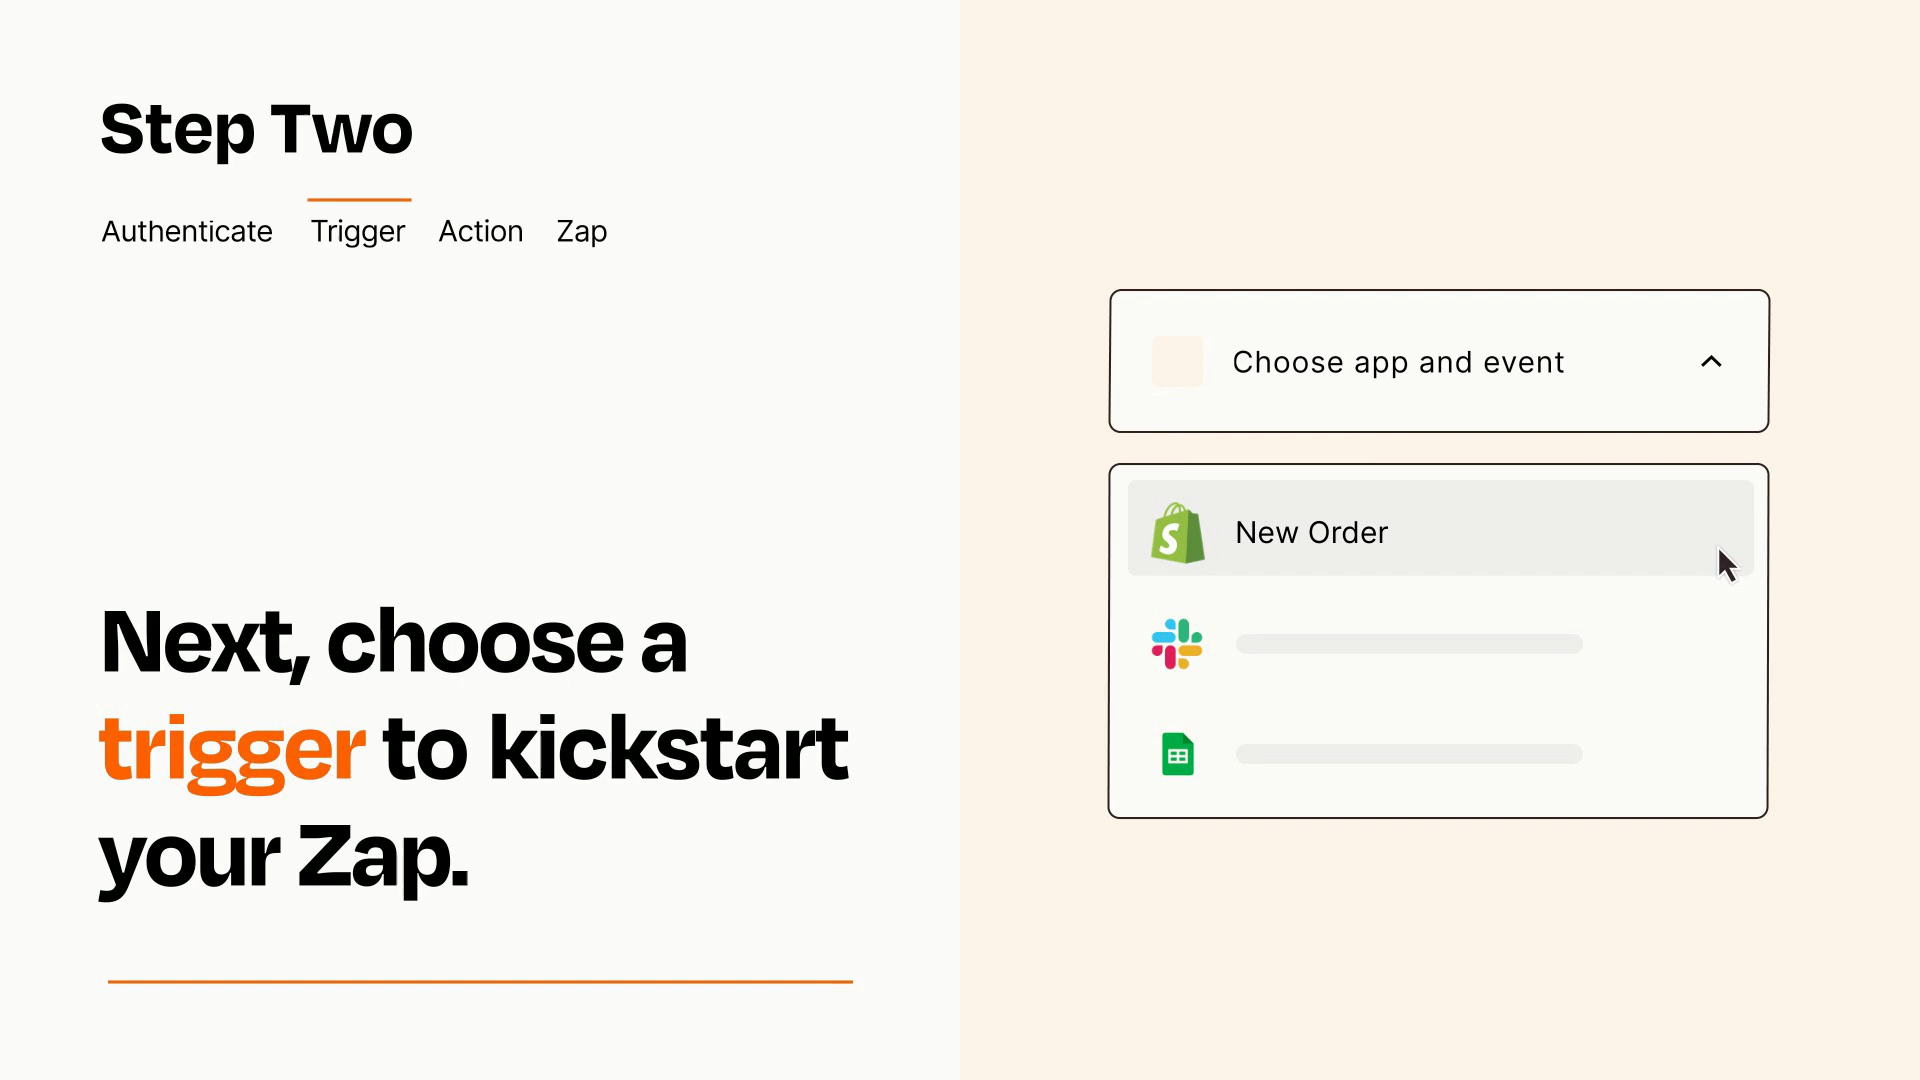 Step Two
Authenticate Trigger Action Zap
Next, choose a
trigger to kickstart
your Zap.
Choose app and event
New Order